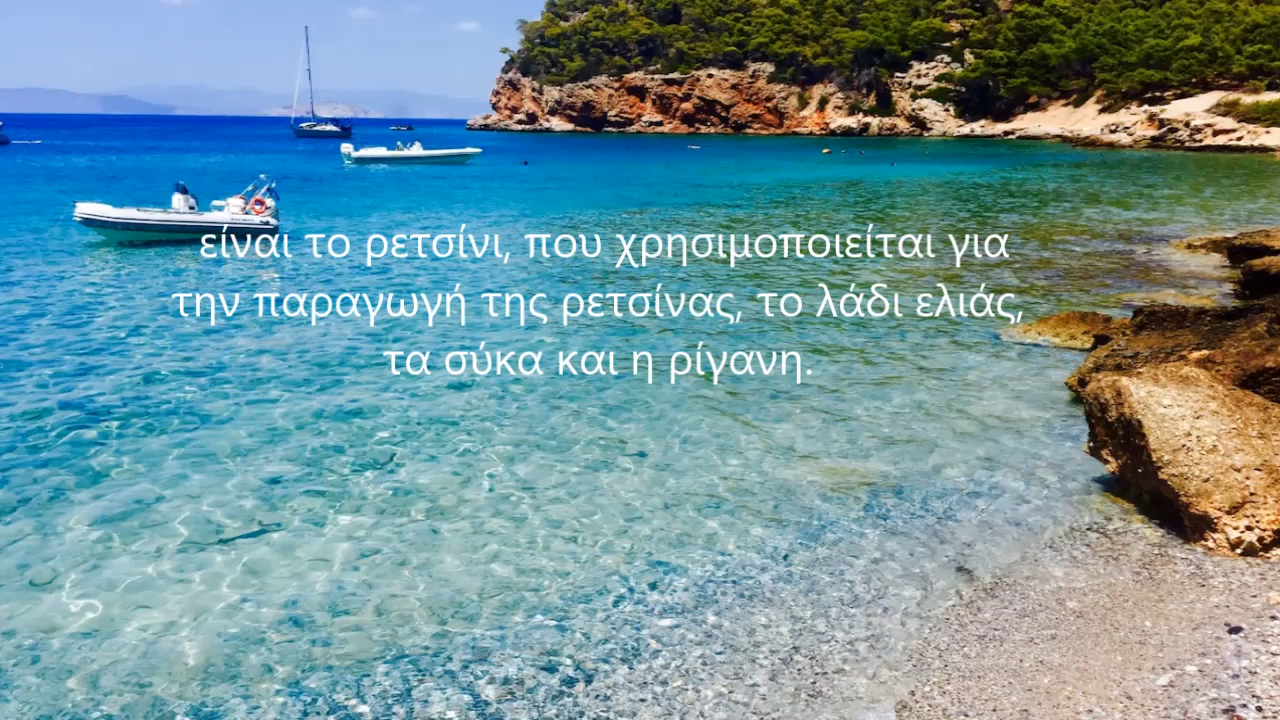 είναι το ρετσίνι, που χρησιμοποιείται για
την παραγωγή της ρετσίνας, το λάδι ελιάς,
τα σύκα και η ρίγανη.